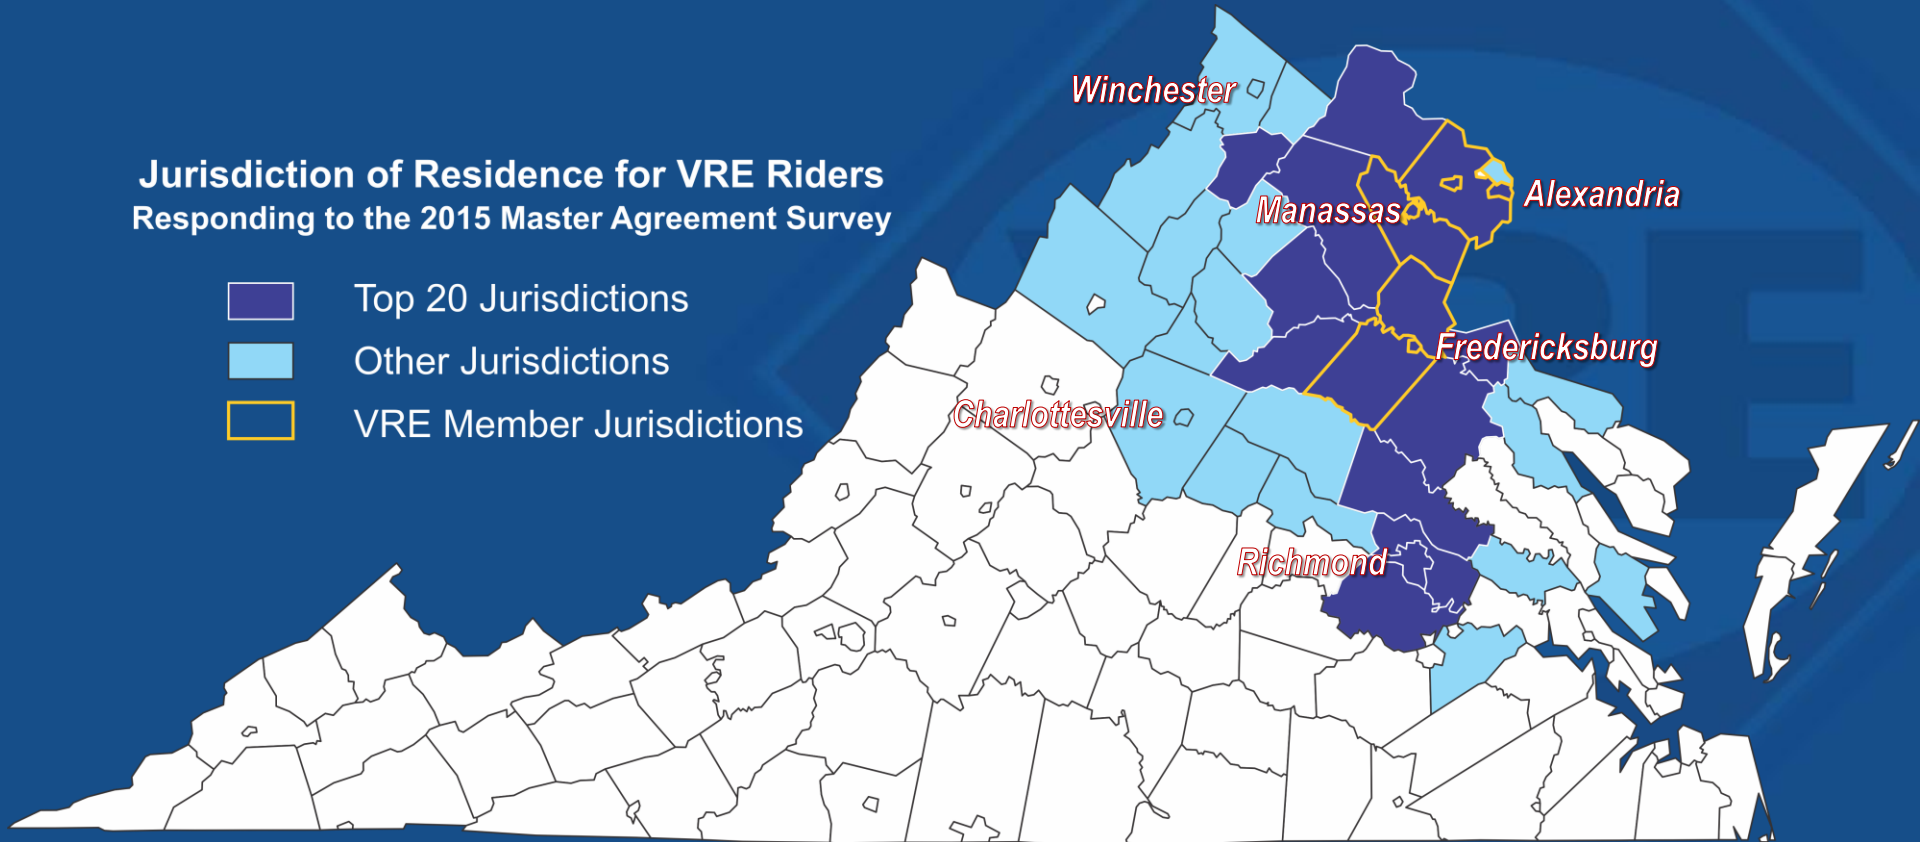 Jurisdiction of Residence for VRE Riders
Responding to the 2015 Master Agreement Survey
Top 20 Jurisdictions
Other Jurisdictions
VRE Member Jurisdictions
Winchester
Manassas
Alexandria
Fredericksburg
Charlottesville
Richmond
VRE